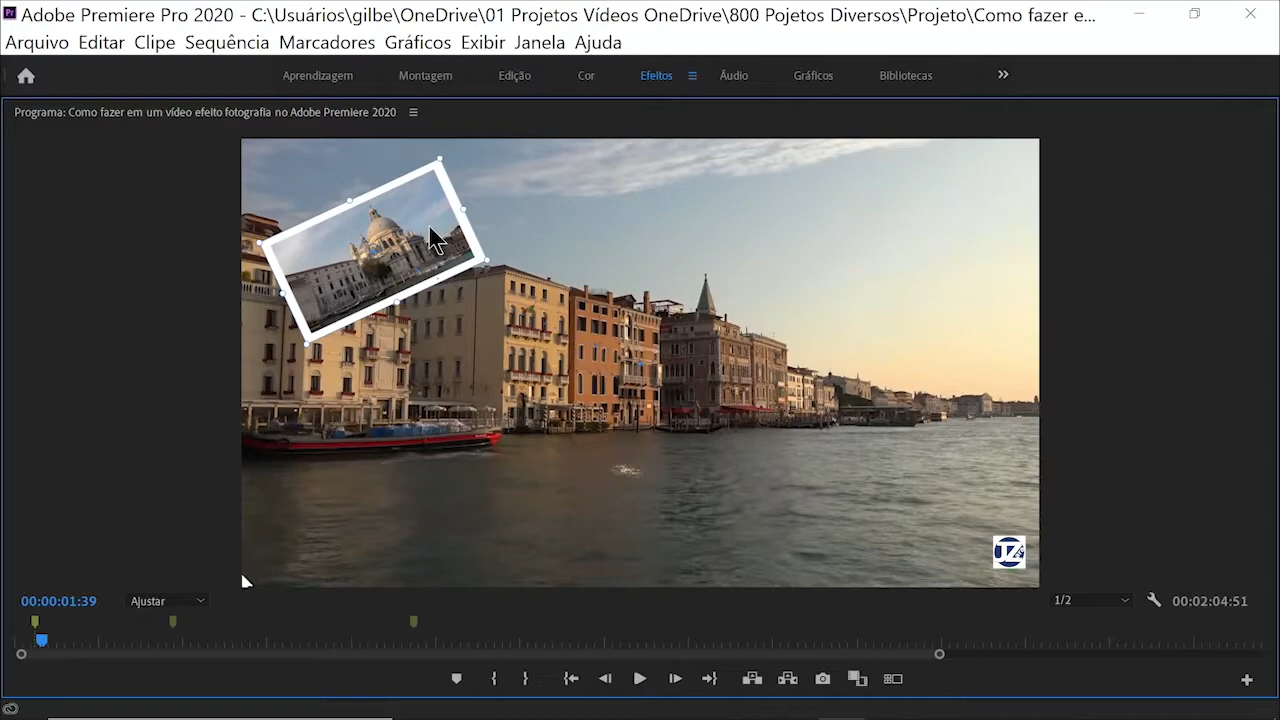 Pr Adobe Premiere Pro 2020 - C:\Usuários\gilbe\OneDrive\01 Projetos Vídeos OneDrive\800 Pojetos Diversos\Projeto\Como fazer e...
Arquivo Editar Clipe Sequência Marcadores Gráficos Exibir Janela Ajuda
Aprendizagem Montagem Edição Cor Efeitos Áudio Gráficos Bibliotecas
Programa: Como fazer em um vídeo efeito fotografia no Adobe Premiere 2020
TZ
00:00:01:39 Ajustar 1/2 00:02:04:51